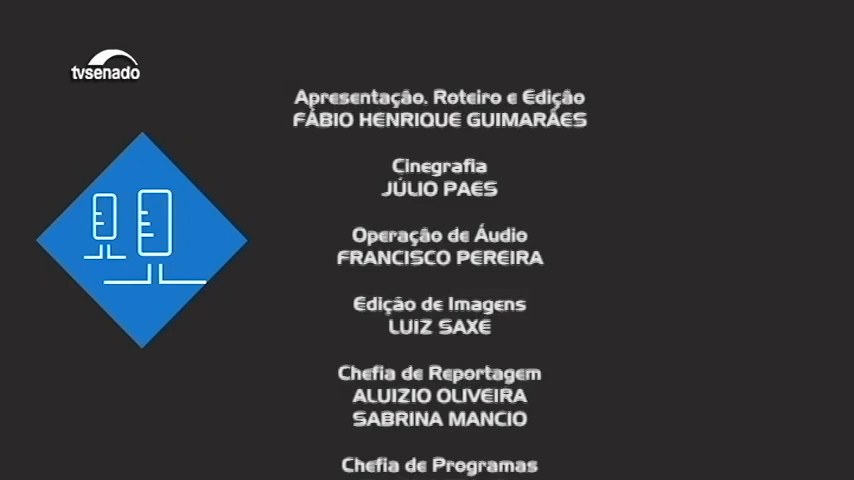 tvsenado
Apresentação. Roteiro e Edição
FÁBIO HENRIQUE GUIMARÃES
Cinegrafia
JÚLIO PAES
Operação de Áudio
FRANCISCO PEREIRA
Edição de Imagens
LUIZ SAXE
Chefia de Reportagem
ALUIZIO OLIVEIRA
SABRINA MANCIO
Chefia de Programas